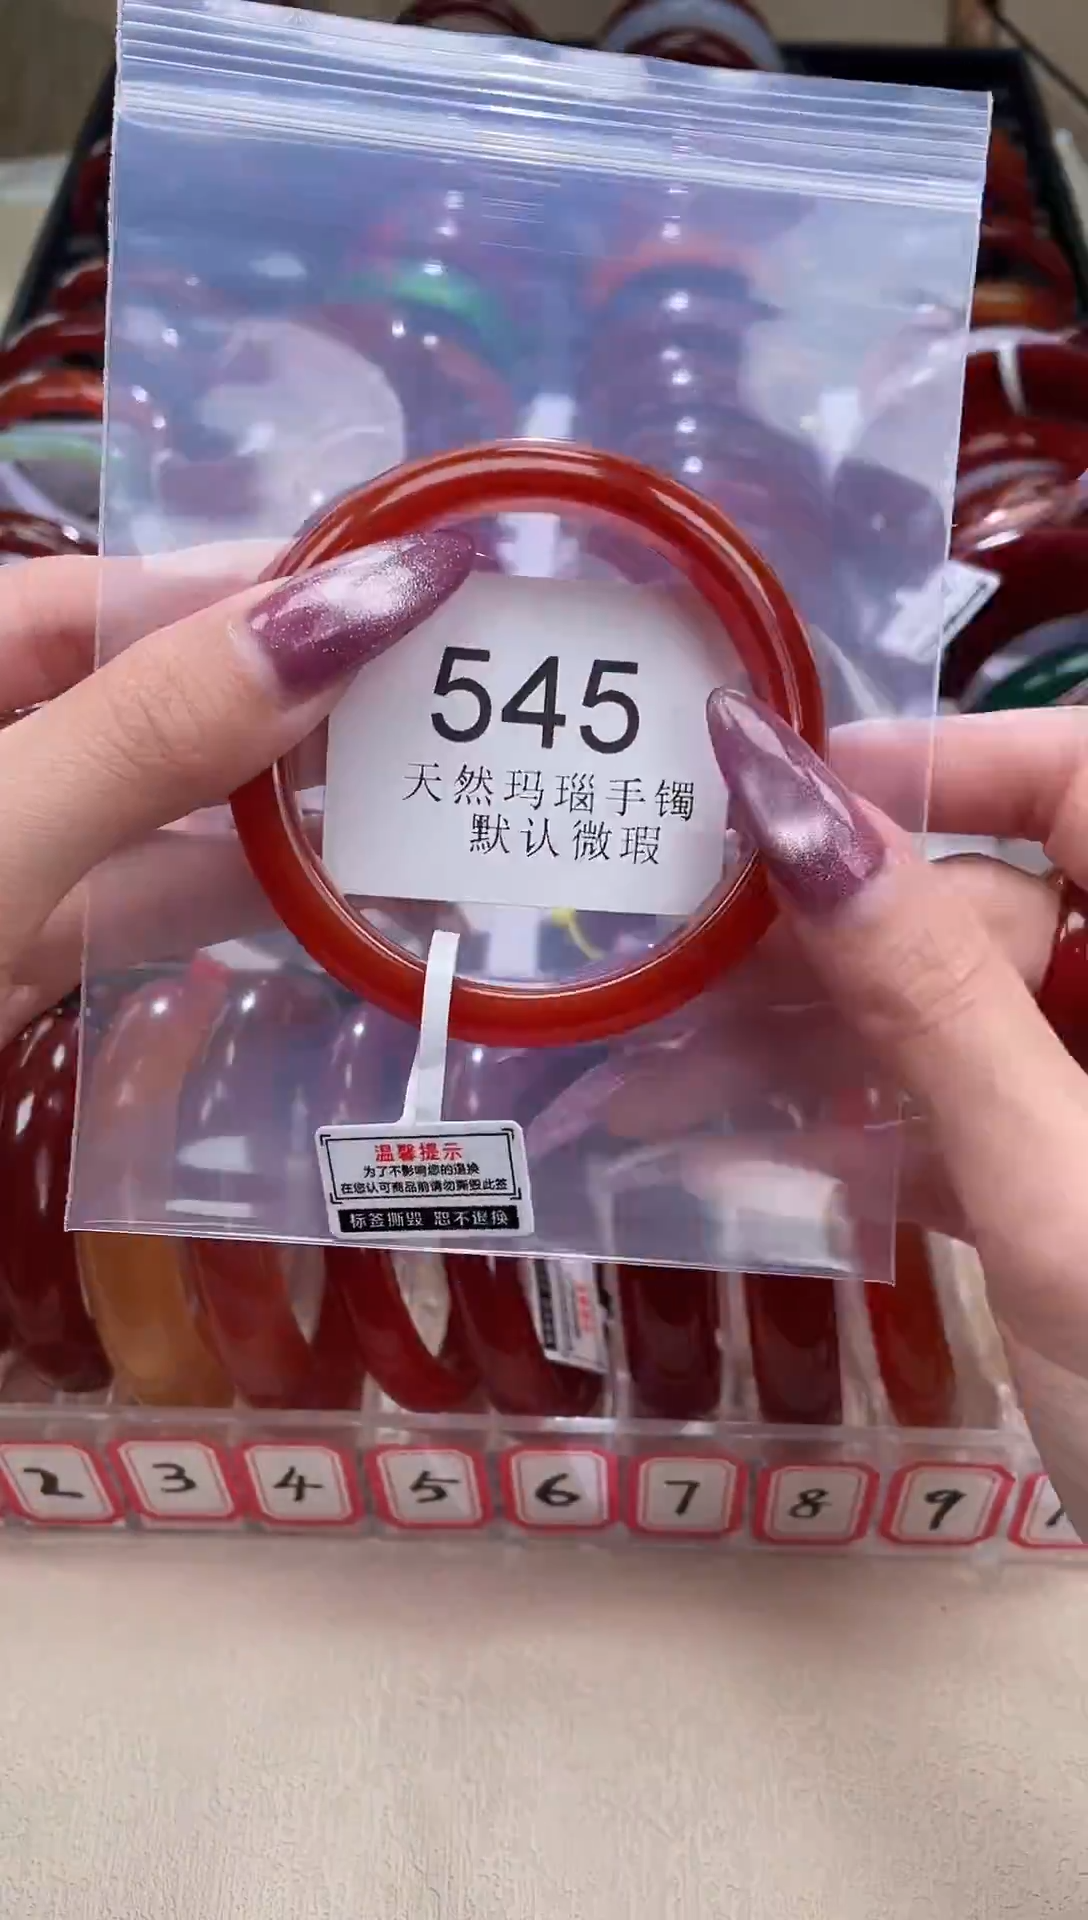 545
天然玛瑙手镯
默认微瑕
温馨提示
为了不影响您的退换
在您认可商品前请勿撕毁此签
标签撕毁 恕不退换
2
3
4
5
6
7
8
9